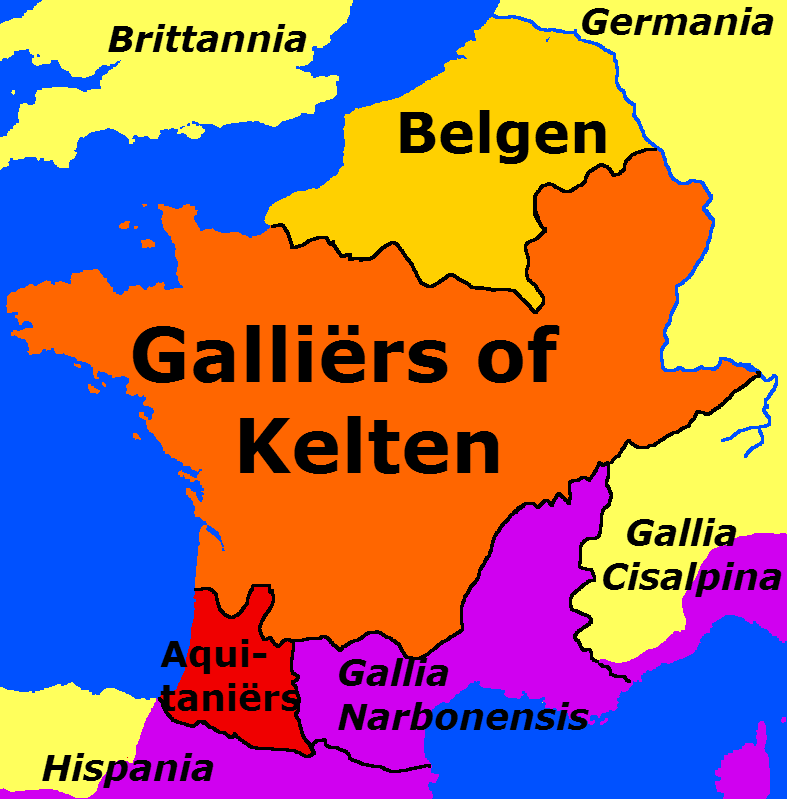 Brittannia
Germania
Belgen
Galliërs of
Kelten
Gallia
Cisalpina
Aqui-
taniërs
Gallia
Narbonensis
Hispania